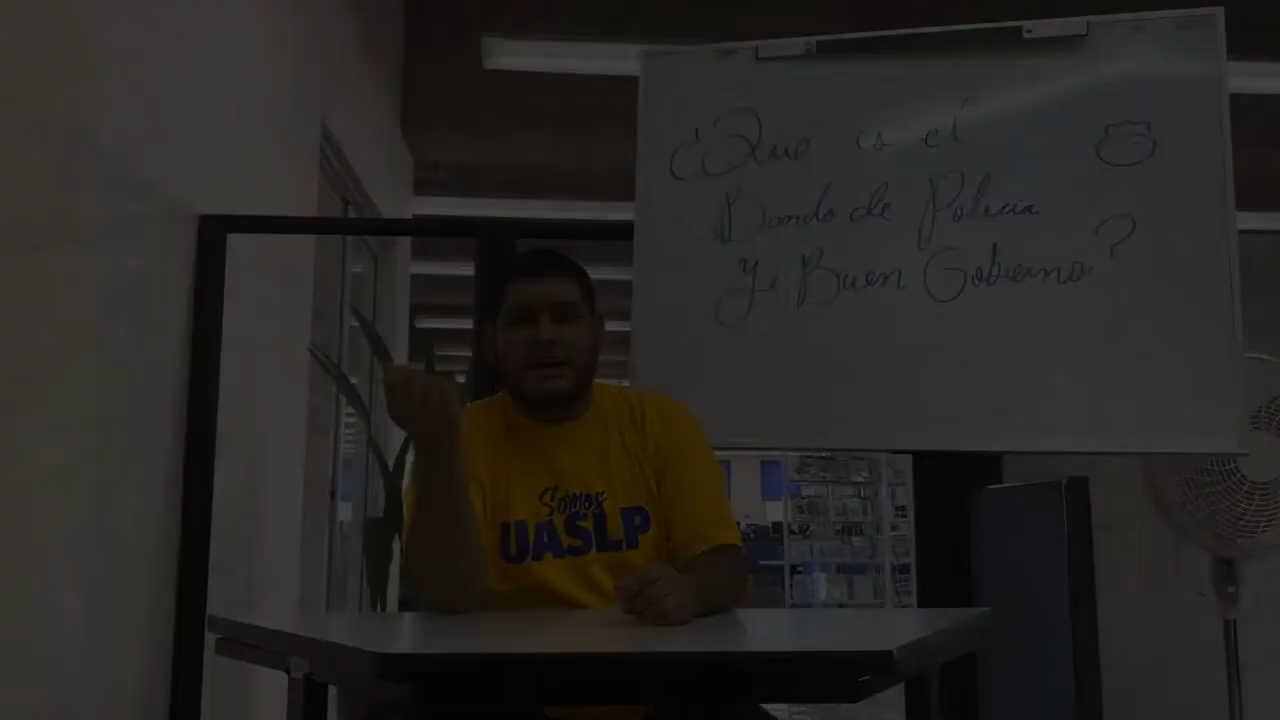 ¿Que es el
Bando de Policia
Y Buen Gobierno?
Somos
UASLP